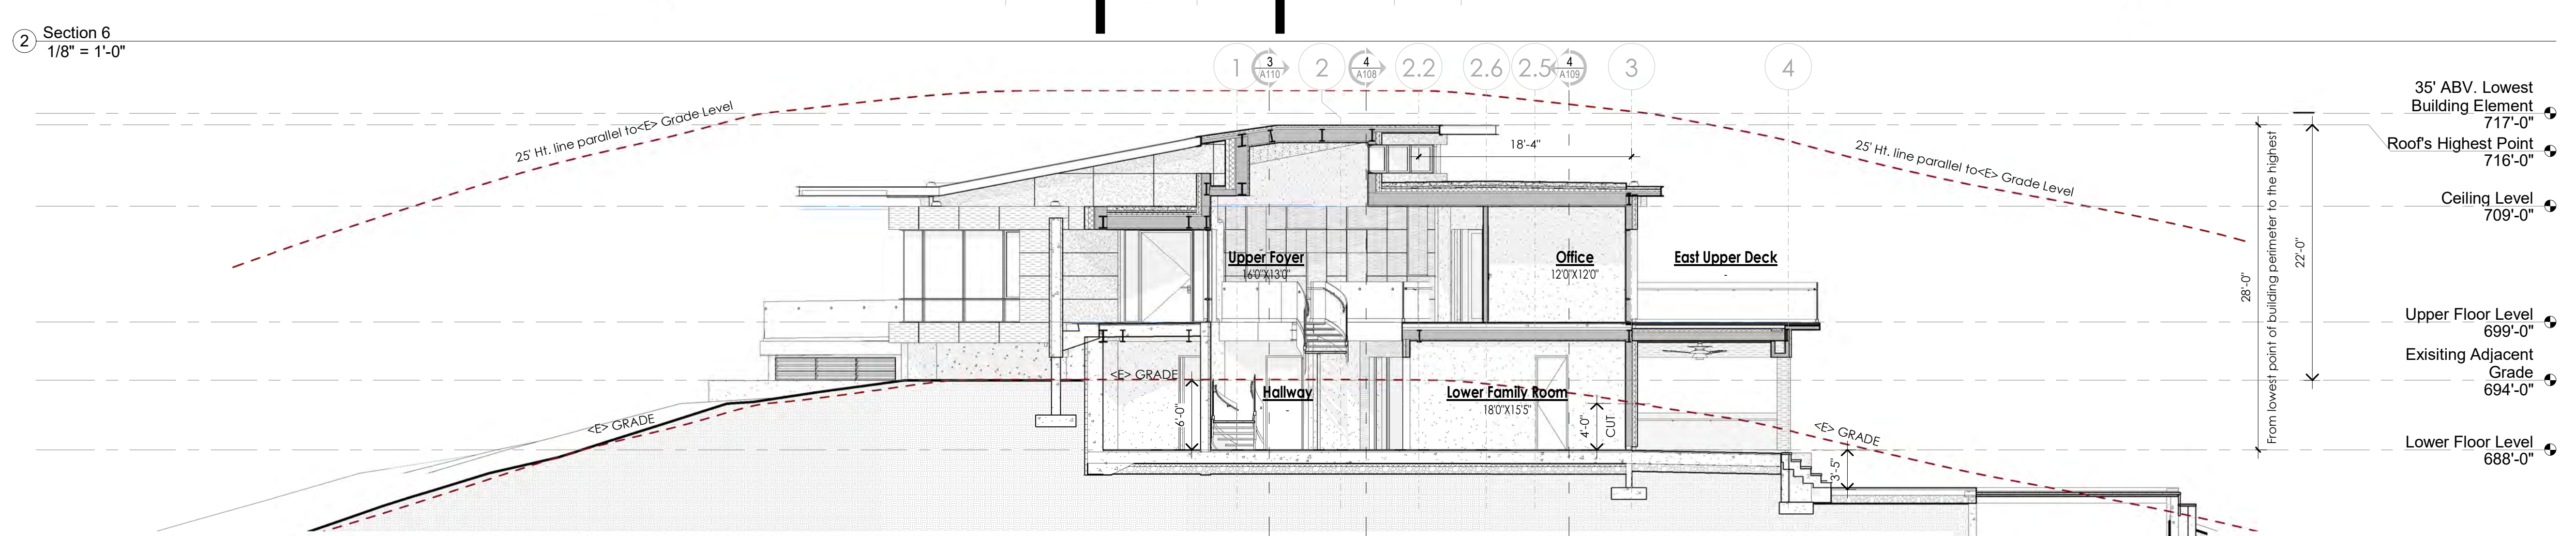 2
Section 6
1/8" = 1'-0"
1
3
A110
2
4
A108
2.2
2.6
2.5
4
A109
3
4
35' ABV. Lowest
Building Element
717'-0"
Roof's Highest Point
716'-0"
Ceiling Level
709'-0"
Upper Floor Level
699'-0"
Exisiting Adjacent
Grade
694'-0"
Lower Floor Level
688'-0"
25' Ht. line parallel to<E> Grade Level
18'-4"
25' Ht. line parallel to<E> Grade Level
Upper Foyer
16'0"X13'0"
Office
12'0"X12'0"
East Upper Deck
-
28'-0"
From lowest point of building perimeter to the highest
22'-0"
<E> GRADE
Hallway
-
6'-0"
Lower Family Room
18'0"X15'5"
4'-0"
CUT
<E> GRADE
<E> GRADE
3'-5"